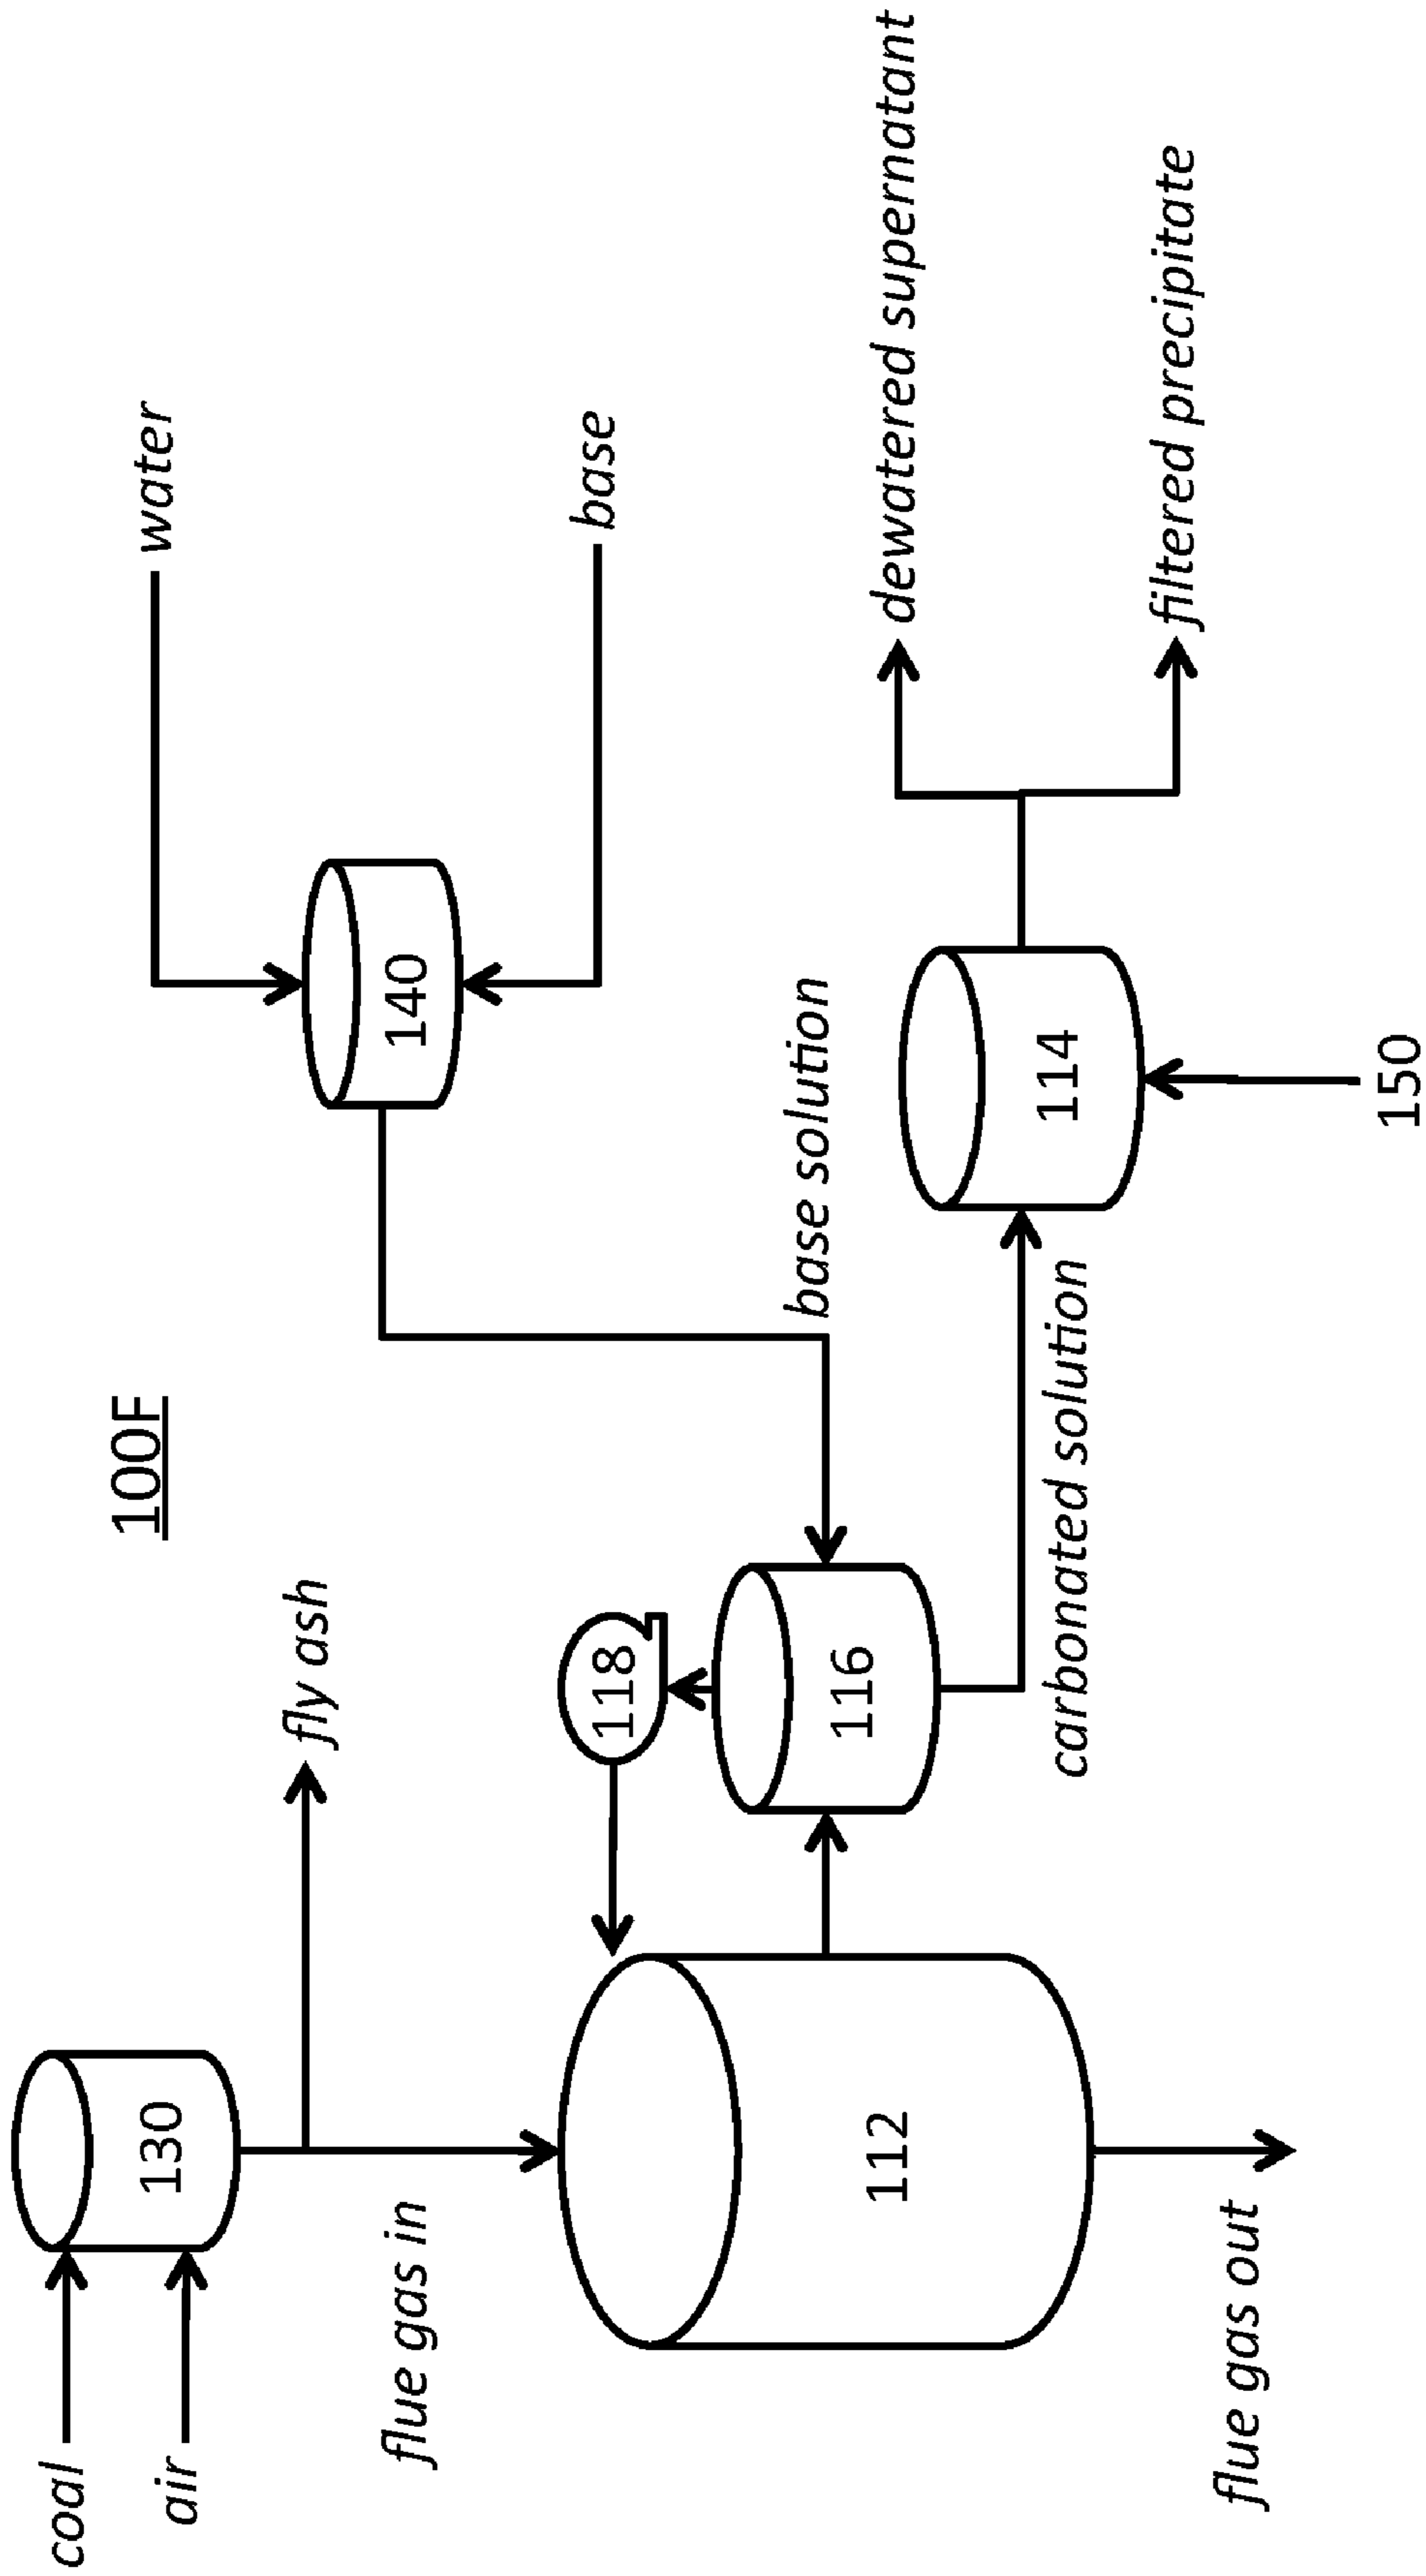 100F
coal
air
130
fly ash
flue gas in
water
base
140
118
116
112
base solution
114
carbonated solution
150
dewatered supernatant
filtered precipitate
flue gas out